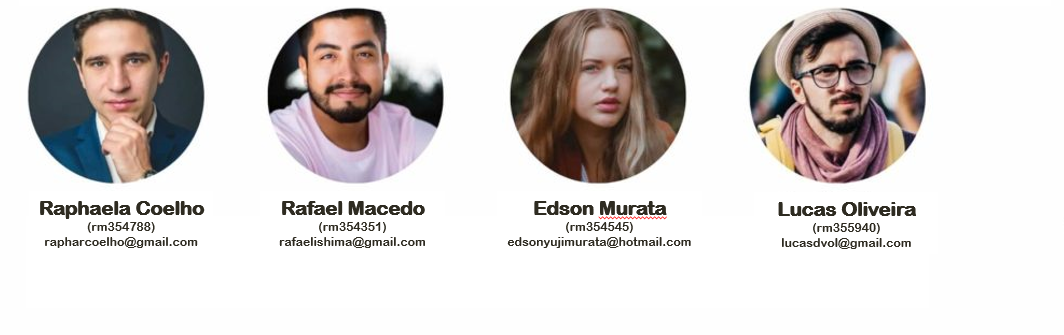 Raphaela Coelho
(rm354788)
rapharcoelho@gmail.com
Rafael Macedo
(rm354351)
rafaelishima@gmail.com
Edson Murata
(rm354545)
edsonyujimurata@hotmail.com
Lucas Oliveira
(rm355940)
lucasdvol@gmail.com